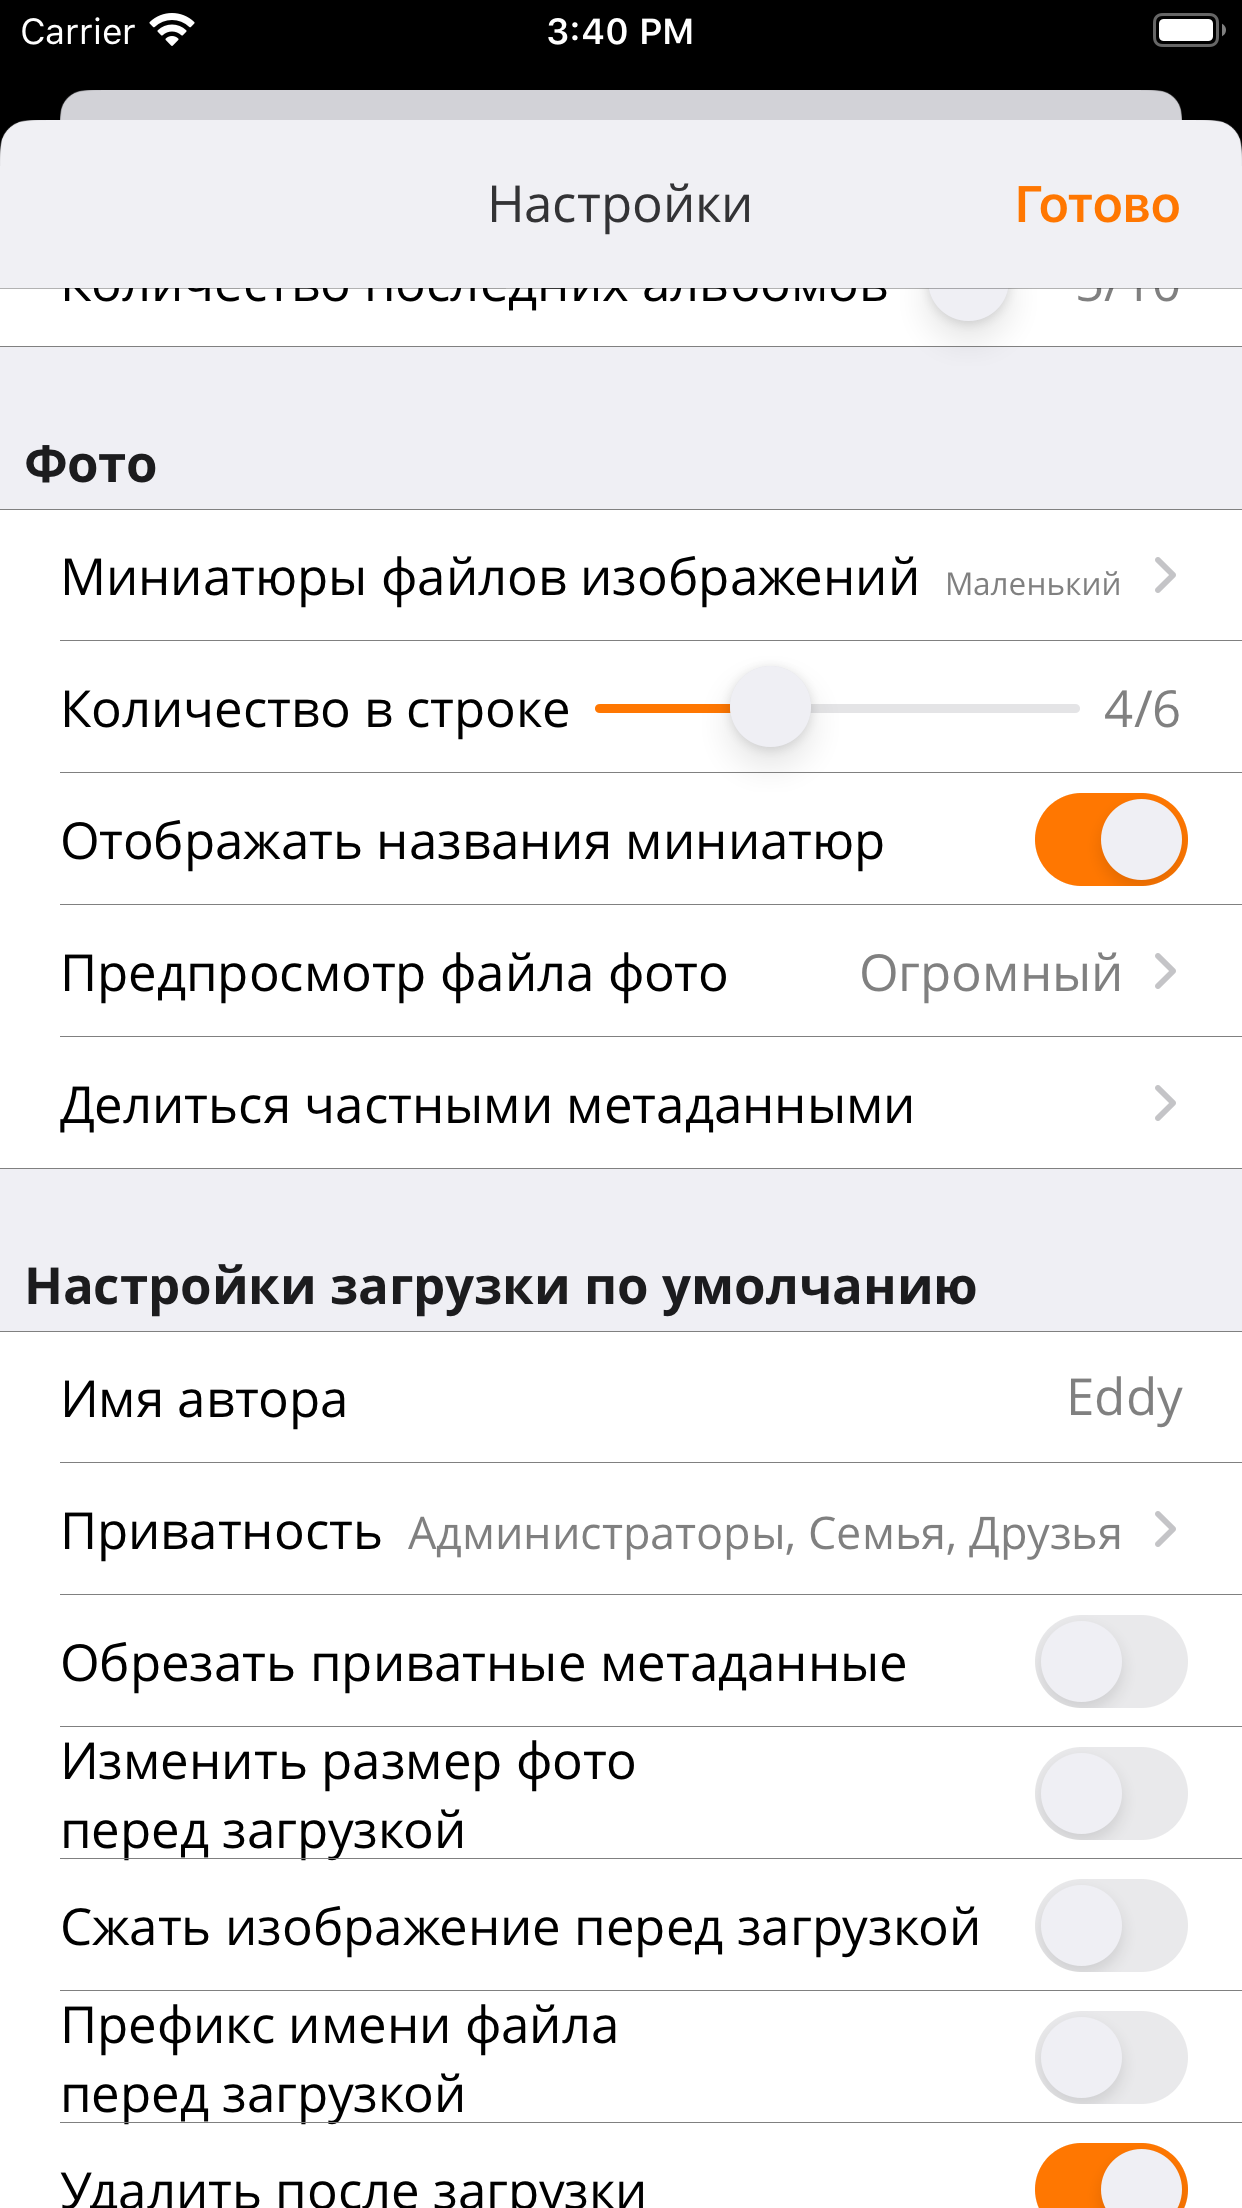 Carrier
3:40 PM
Настройки
Готово
Количество последних альбомов
5/10
Фото
Миниатюры файлов изображений
Маленький
Количество в строке
4/6
Отображать названия миниатюр
Предпросмотр файла фото
Огромный
Делиться частными метаданными
Настройки загрузки по умолчанию
Имя автора
Eddy
Приватность
Администраторы, Семья, Друзья
Обрезать приватные метаданные
Изменить размер фото
перед загрузкой
Сжать изображение перед загрузкой
Префикс имени файла
перед загрузкой
Удалить после загрузки